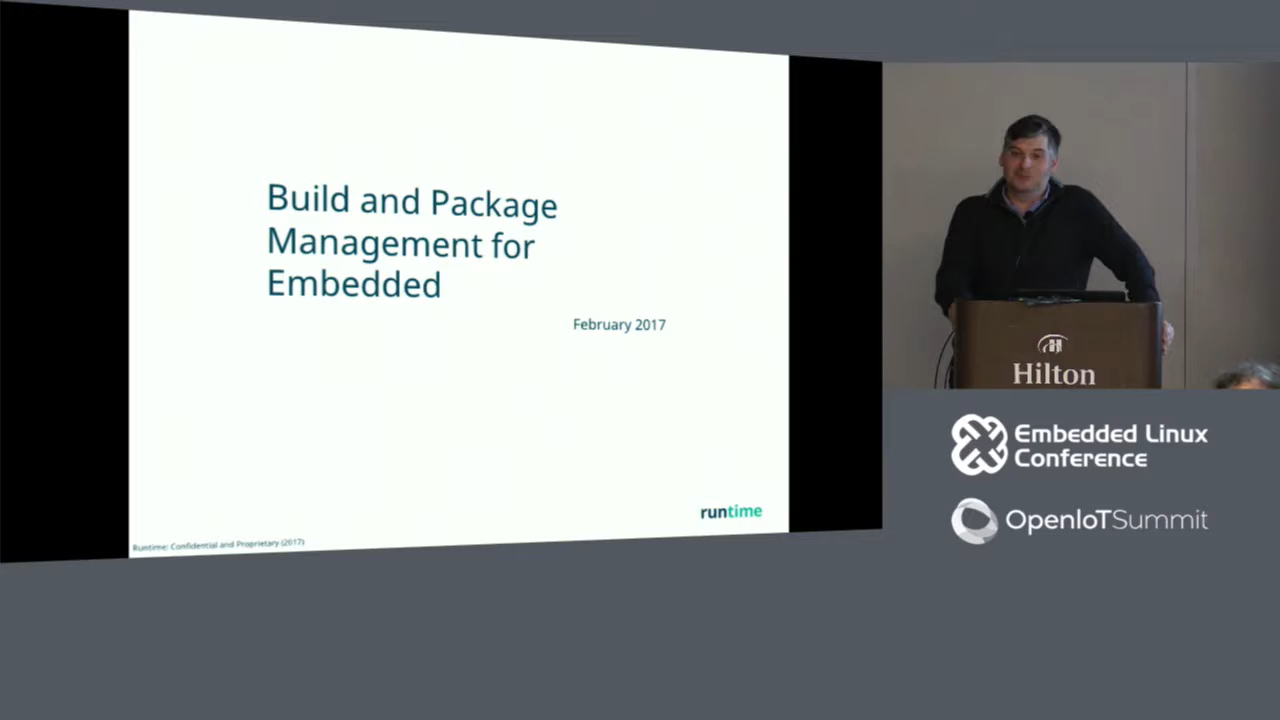 Build and Package
Management for
Embedded
February 2017
runtime
Runtime: Confidential and Proprietary (2017)
Hilton
Embedded Linux
Conference
OpenIoTSummit